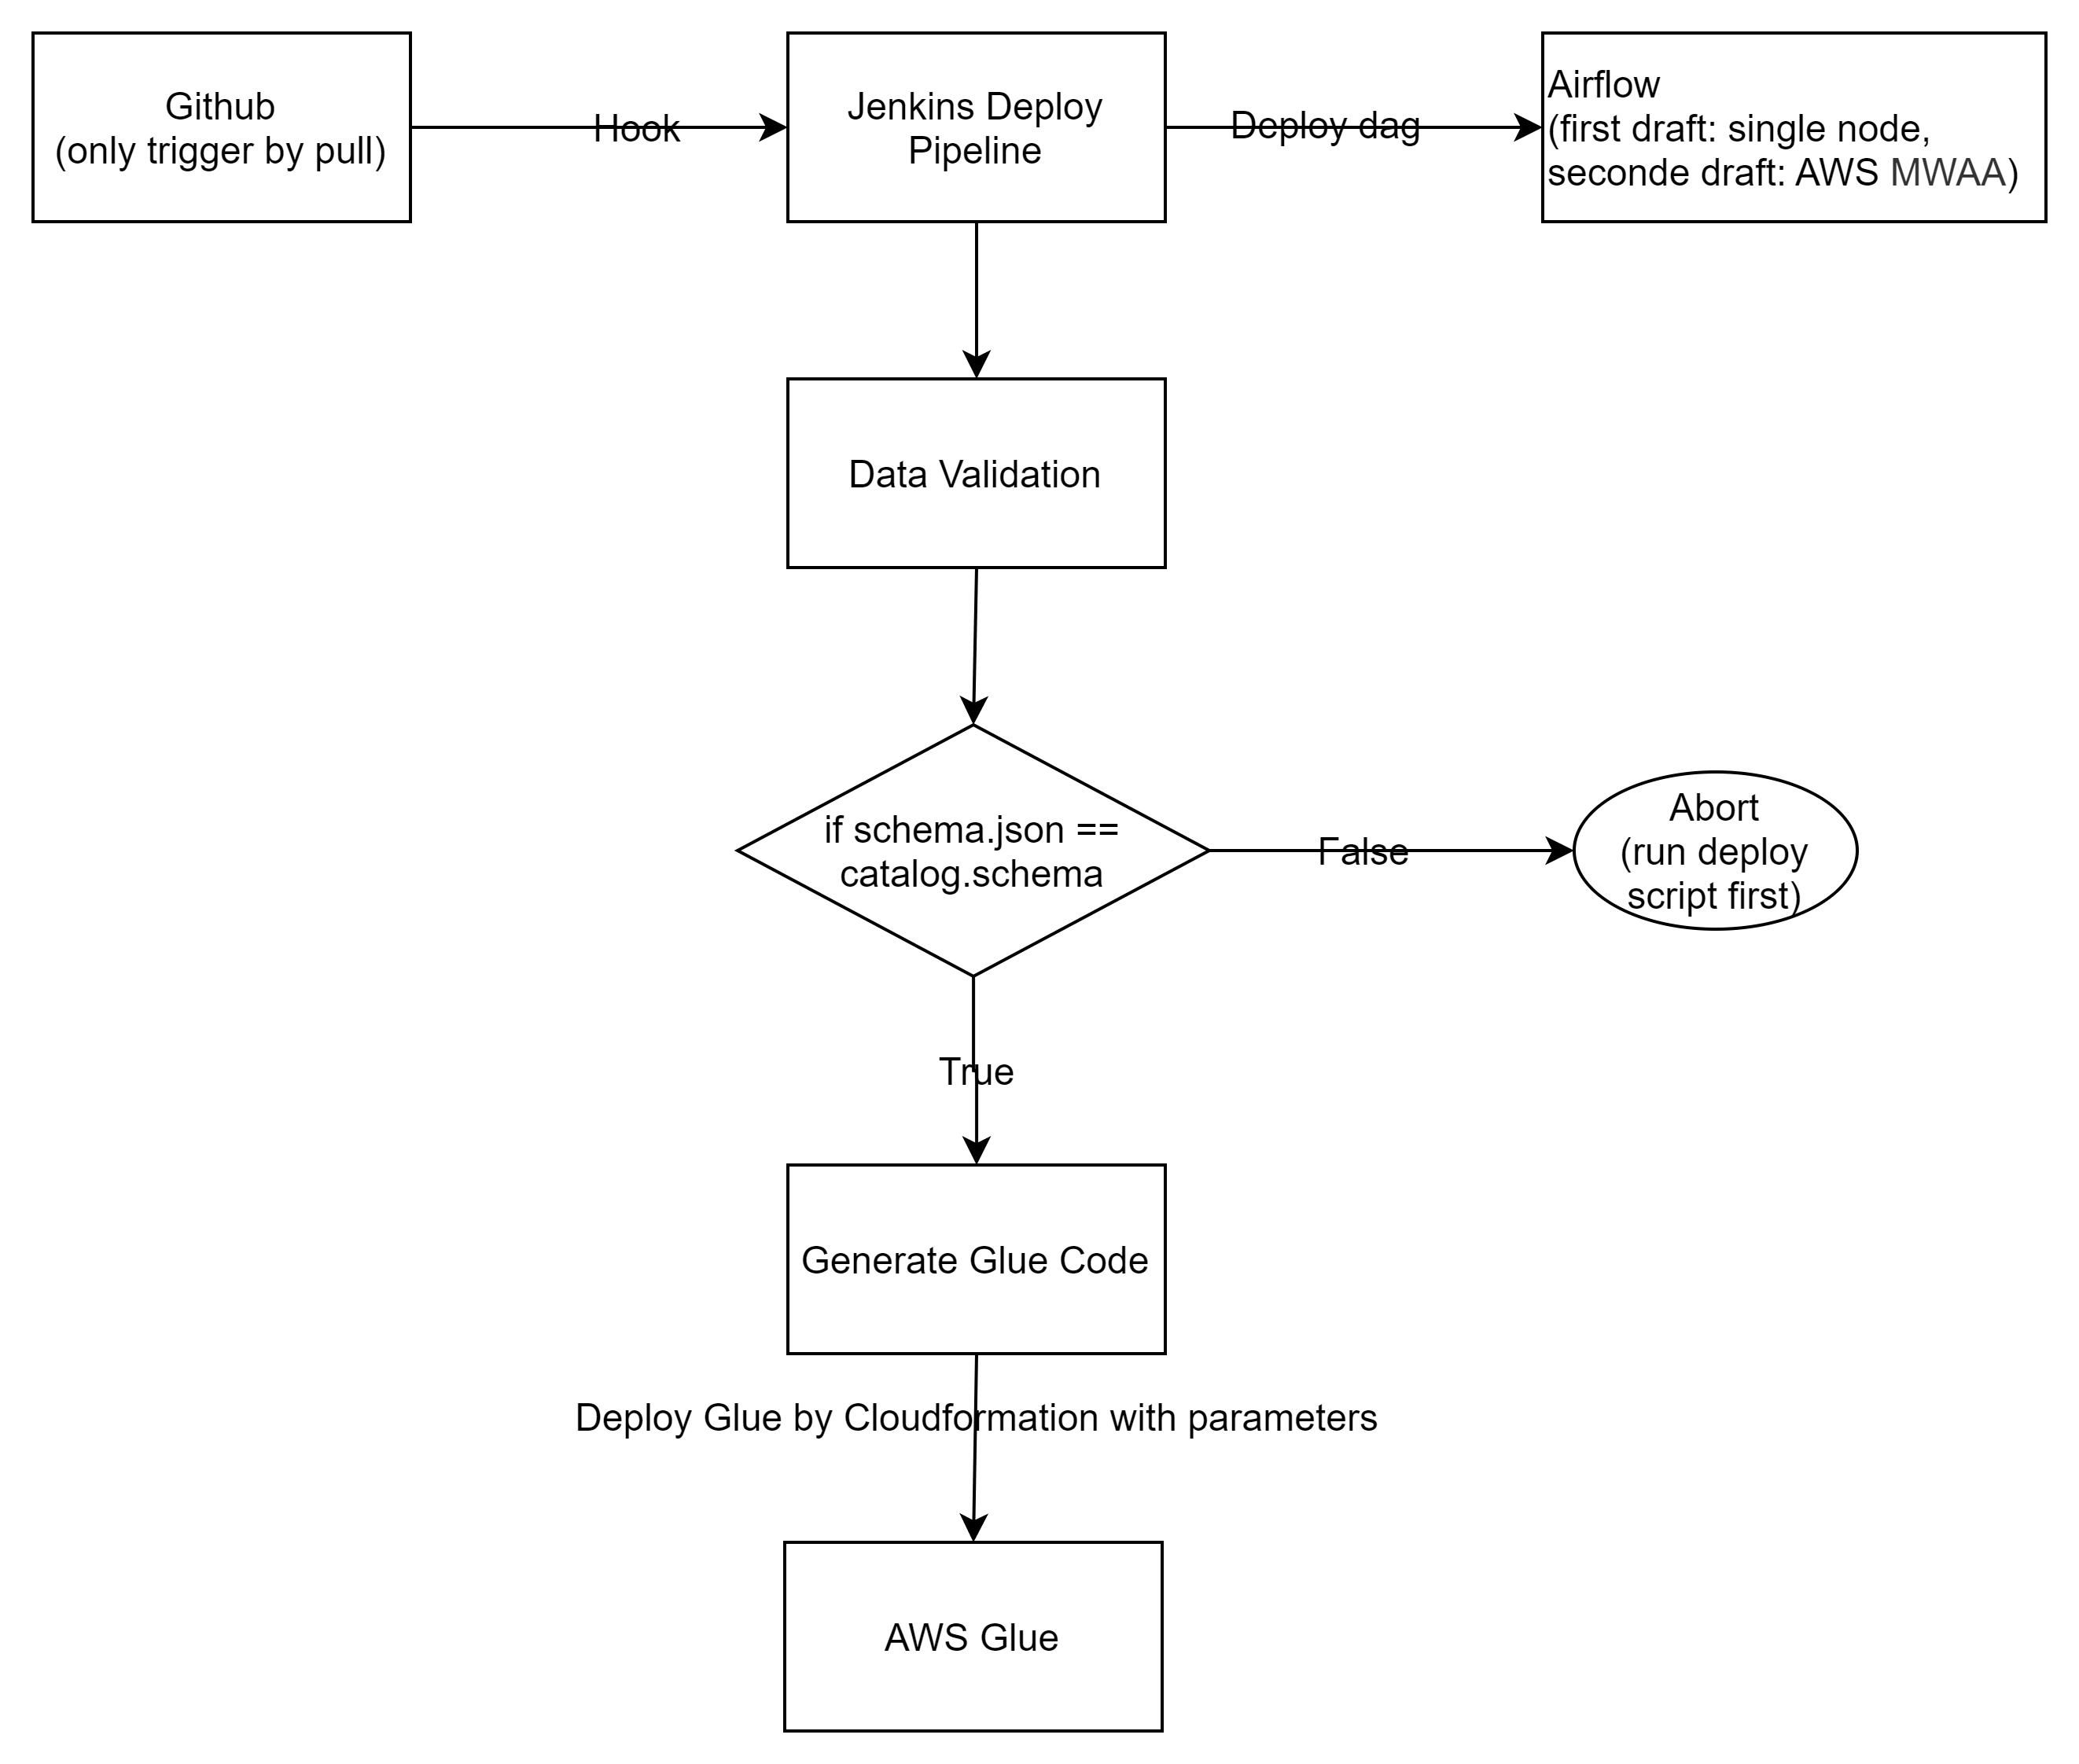 Github
(only trigger by pull)
Hook
Jenkins Deploy
Pipeline
Deploy dag
Airflow
(first draft: single node,
seconde draft: AWS MWAA)
Data Validation
if schema.json ==
catalog.schema
False
Abort
(run deploy
script first)
True
Generate Glue Code
Deploy Glue by Cloudformation with parameters
AWS Glue